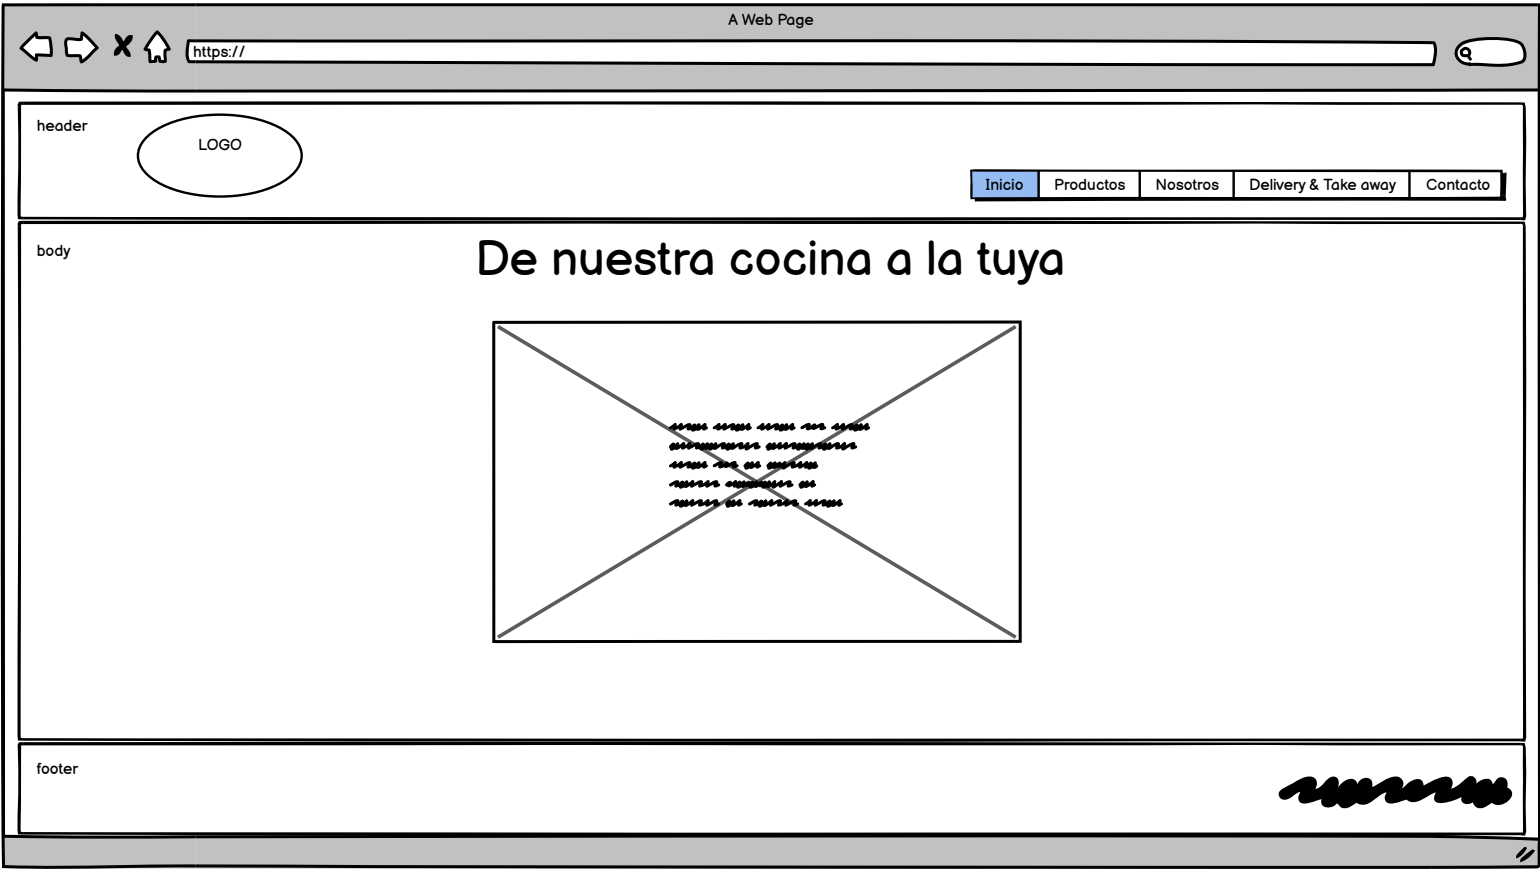 A Web Page
https://
header
LOGO
Inicio Productos Nosotros Delivery & Take away Contacto
body
De nuestra cocina a la tuya
footer